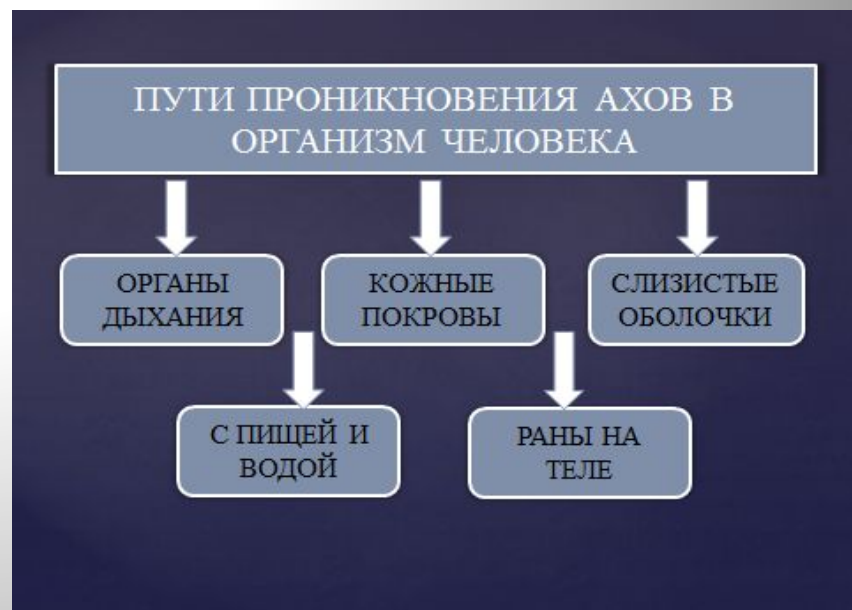 ПУТИ ПРОНИКНОВЕНИЯ АХОВ В
ОРГАНИЗМ ЧЕЛОВЕКА
ОРГАНЫ
ДЫХАНИЯ
КОЖНЫЕ
ПОКРОВЫ
СЛИЗИСТЫЕ
ОБОЛОЧКИ
С ПИЩЕЙ И
ВОДОЙ
РАНЫ НА
ТЕЛЕ